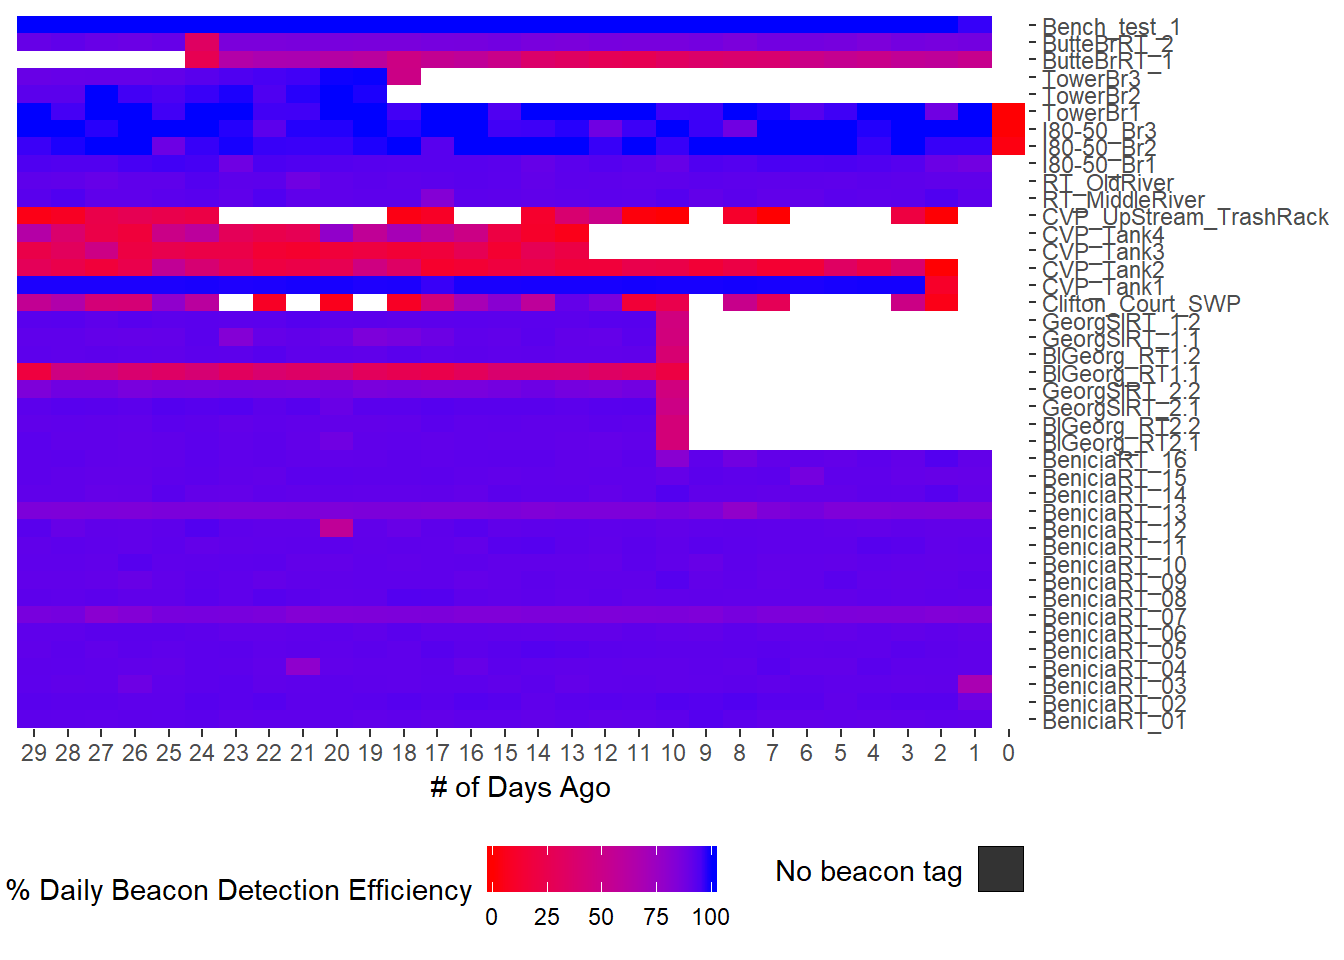 Bench_test_1
ButteBrRT_2
ButteBrRT_1
TowerBr3
TowerBr2
TowerBr1
I80-50_Br3
I80-50_Br2
I80-50_Br1
RT_OldRiver
RT_MiddleRiver
CVP_UpStream_TrashRack
CVP_Tank4
CVP_Tank3
CVP_Tank2
CVP_Tank1
Clifton_Court_SWP
GeorgSlRT_1.2
GeorgSlRT_1.1
BlGeorg_RT1.2
BlGeorg_RT1.1
GeorgSlRT_2.2
GeorgSlRT_2.1
BlGeorg_RT2.2
BlGeorg_RT2.1
BeniciaRT_16
BeniciaRT_15
BeniciaRT_14
BeniciaRT_13
BeniciaRT_12
BeniciaRT_11
BeniciaRT_10
BeniciaRT_09
BeniciaRT_08
BeniciaRT_07
BeniciaRT_06
BeniciaRT_05
BeniciaRT_04
BeniciaRT_03
BeniciaRT_02
BeniciaRT_01
29 28 27 26 25 24 23 22 21 20 19 18 17 16 15 14 13 12 11 10 9 8 7 6 5 4 3 2 1 0
# of Days Ago
% Daily Beacon Detection Efficiency
0 25 50 75 100
No beacon tag